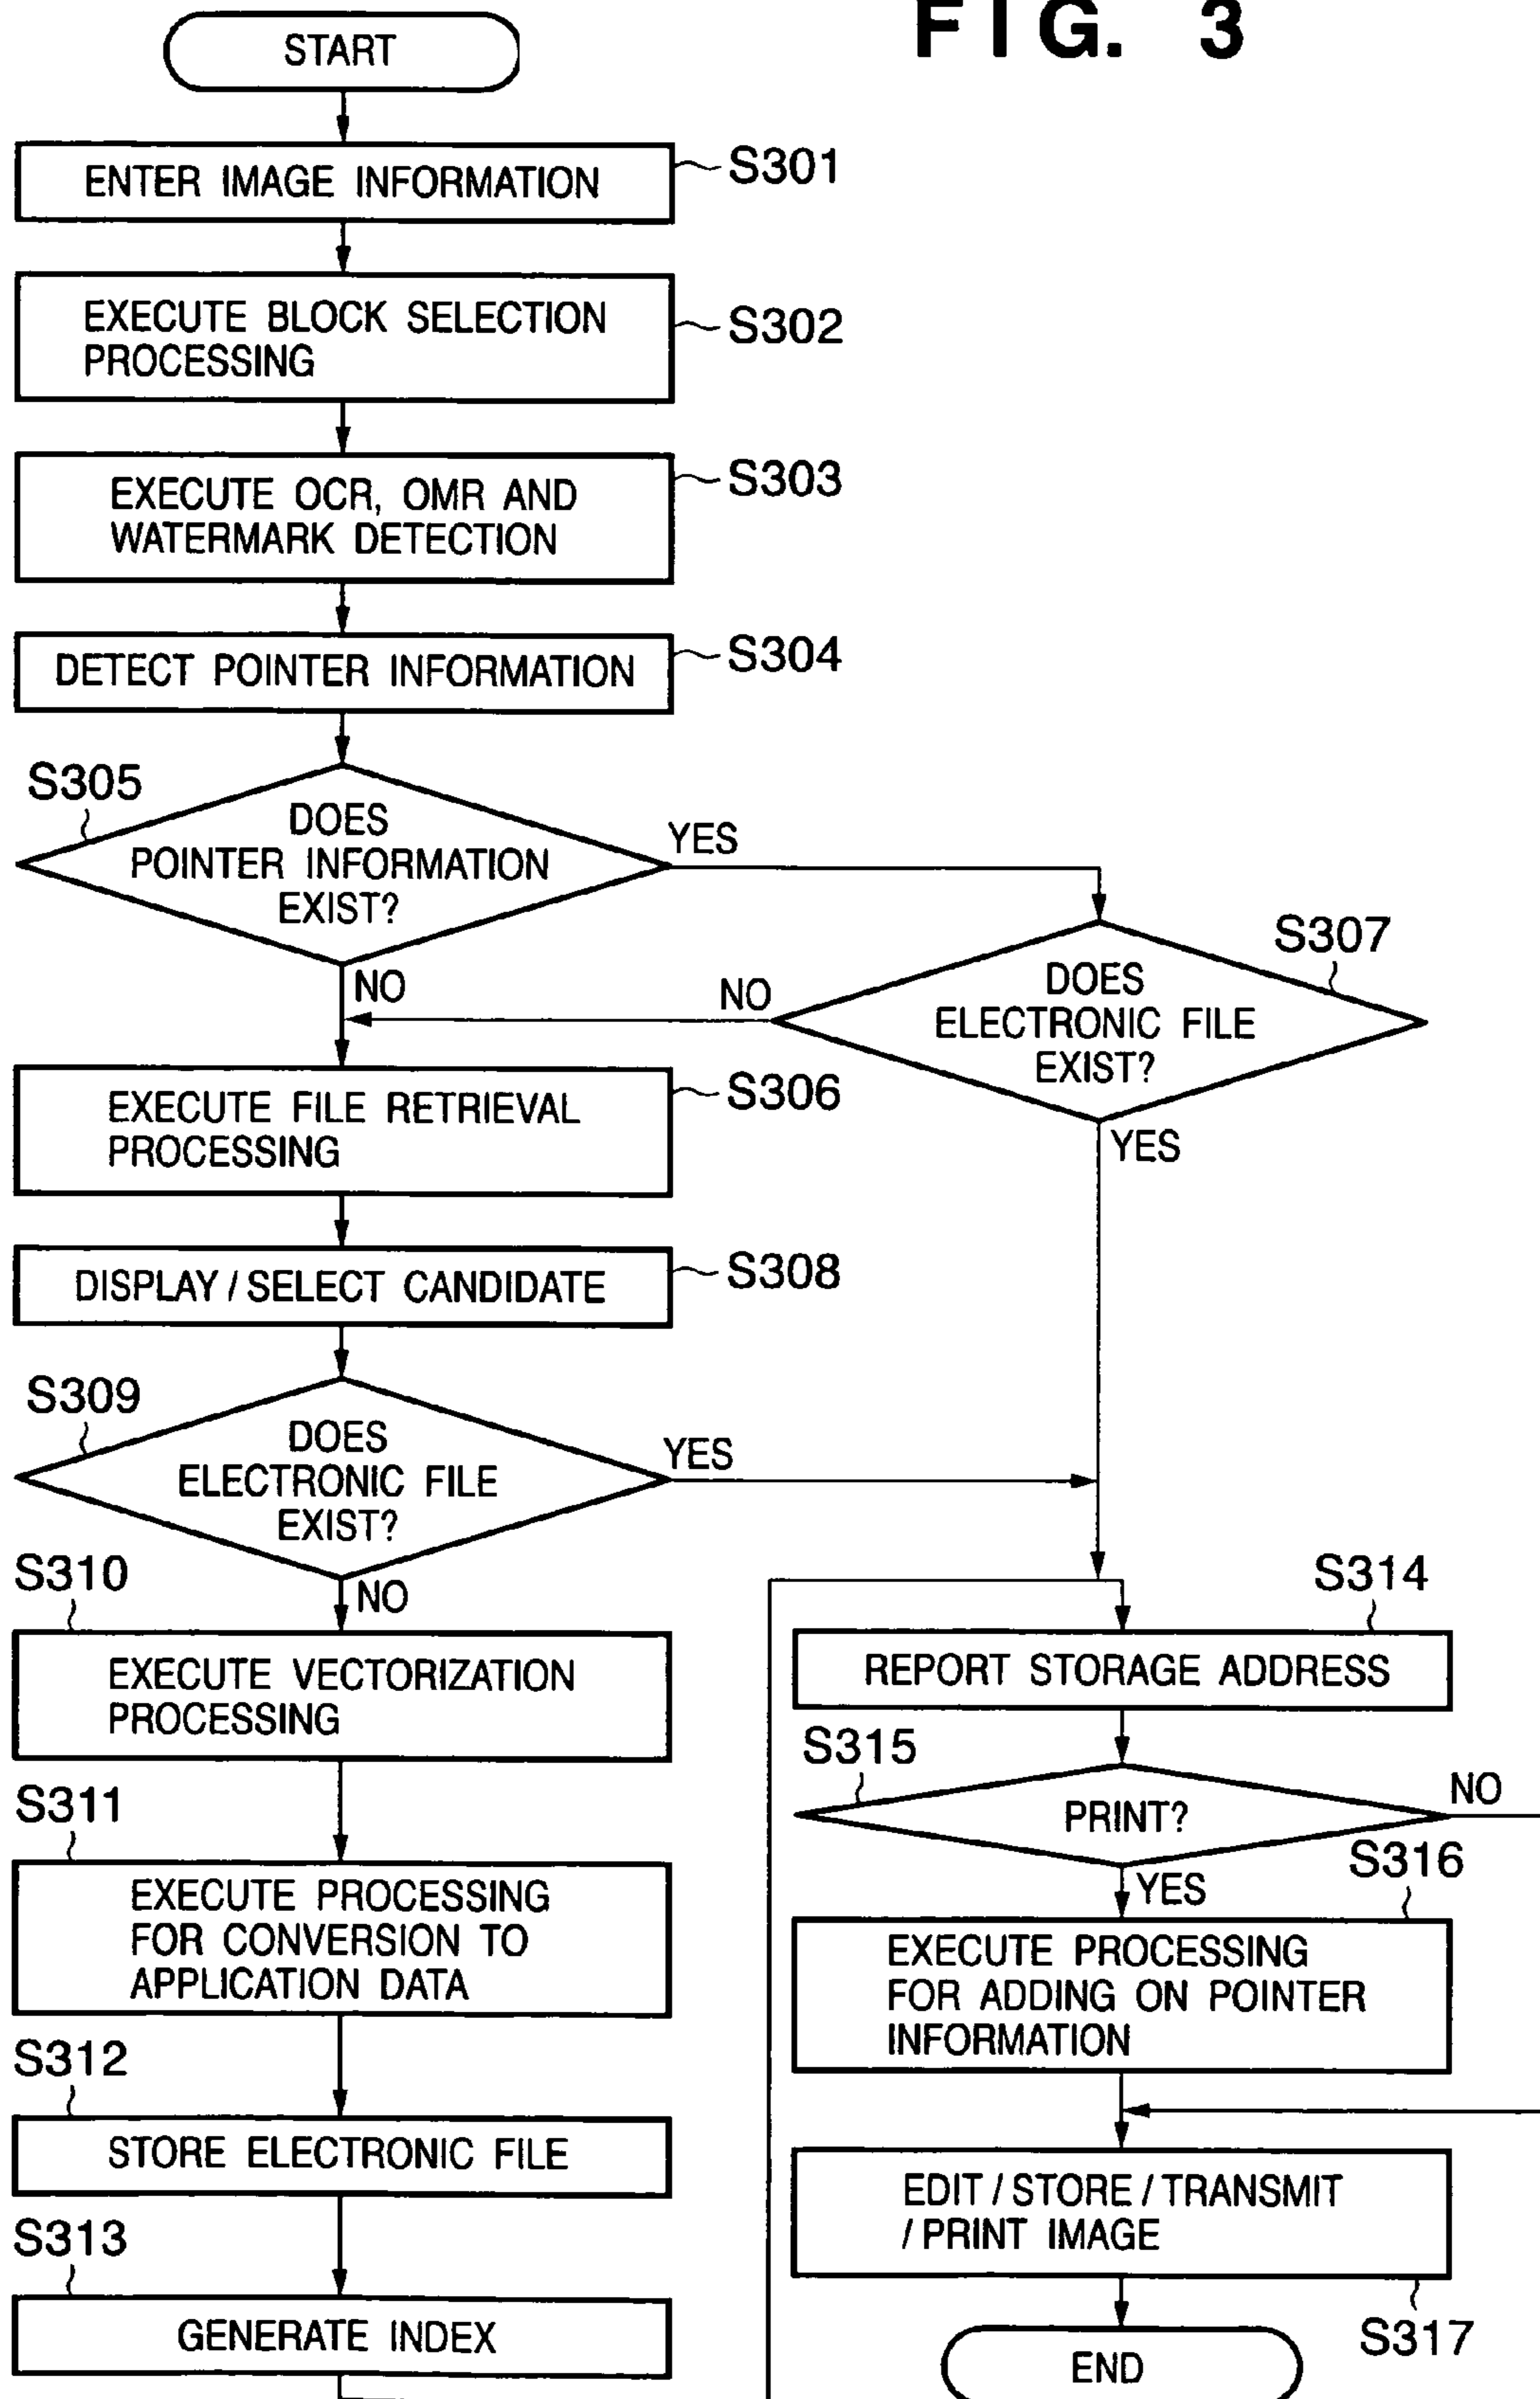 FIG. 3
START
ENTER IMAGE INFORMATION
S301
EXECUTE BLOCK SELECTION
PROCESSING
S302
EXECUTE OCR, OMR AND
WATERMARK DETECTION
S303
DETECT POINTER INFORMATION
S304
S305
DOES
POINTER INFORMATION
EXIST?
YES
NO
S307
DOES
ELECTRONIC FILE
EXIST?
NO
YES
EXECUTE FILE RETRIEVAL
PROCESSING
S306
DISPLAY / SELECT CANDIDATE
S308
S309
DOES
ELECTRONIC FILE
EXIST?
YES
NO
S310
EXECUTE VECTORIZATION
PROCESSING
S311
EXECUTE PROCESSING
FOR CONVERSION TO
APPLICATION DATA
S312
STORE ELECTRONIC FILE
S313
GENERATE INDEX
S314
REPORT STORAGE ADDRESS
S315
PRINT?
NO
YES
S316
EXECUTE PROCESSING
FOR ADDING ON POINTER
INFORMATION
EDIT / STORE / TRANSMIT
/ PRINT IMAGE
S317
END